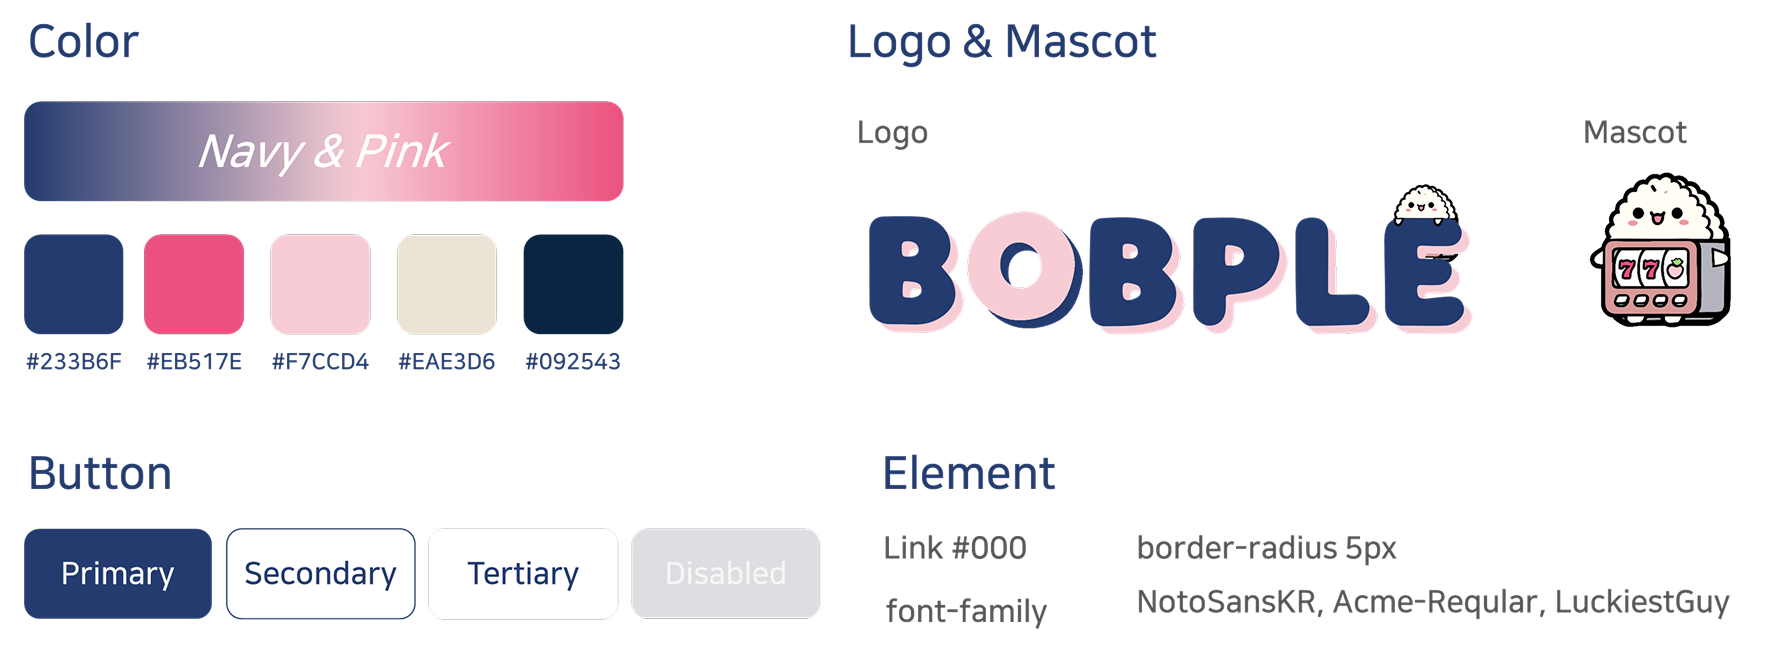 Color
Navy & Pink
#233B6F #EB517E #F7CCD4 #EAE3D6 #092543
Logo & Mascot
Logo
BOBPLE
Mascot
77
Button
Primary
Secondary
Tertiary
Disabled
Element
Link #000
border-radius 5px
font-family
NotoSansKR, Acme-Reqular, LuckiestGuy